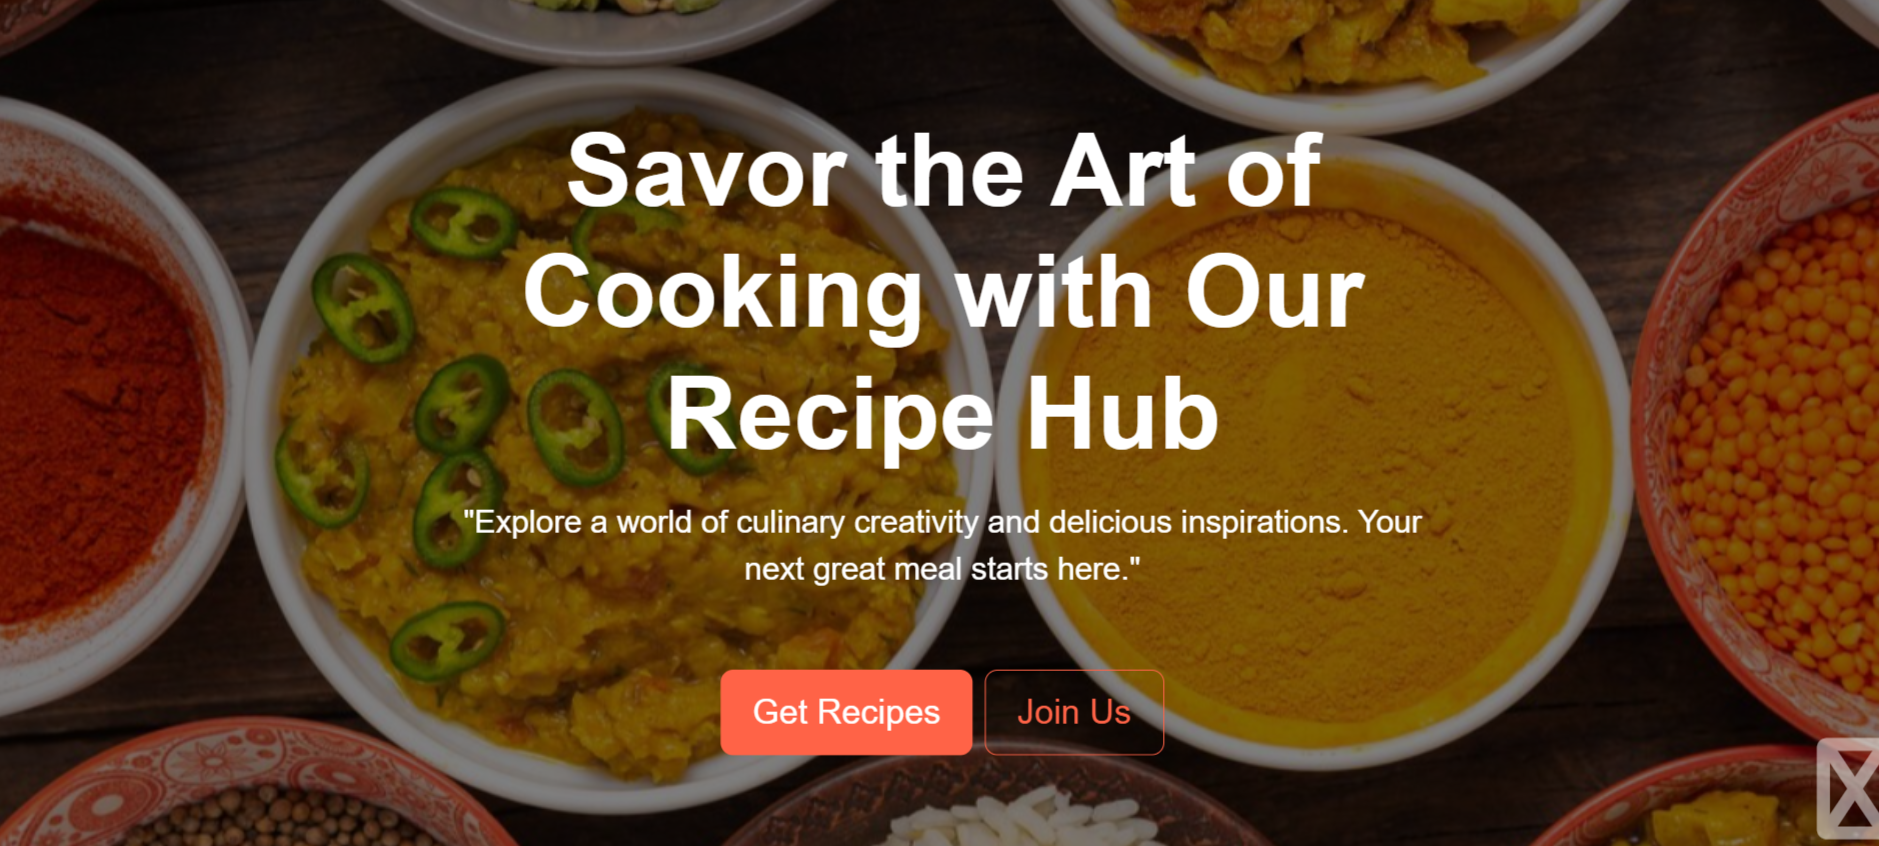 Savor the Art of
Cooking with Our
Recipe Hub
"Explore a world of culinary creativity and delicious inspirations. Your
next great meal starts here."
Get Recipes
Join Us